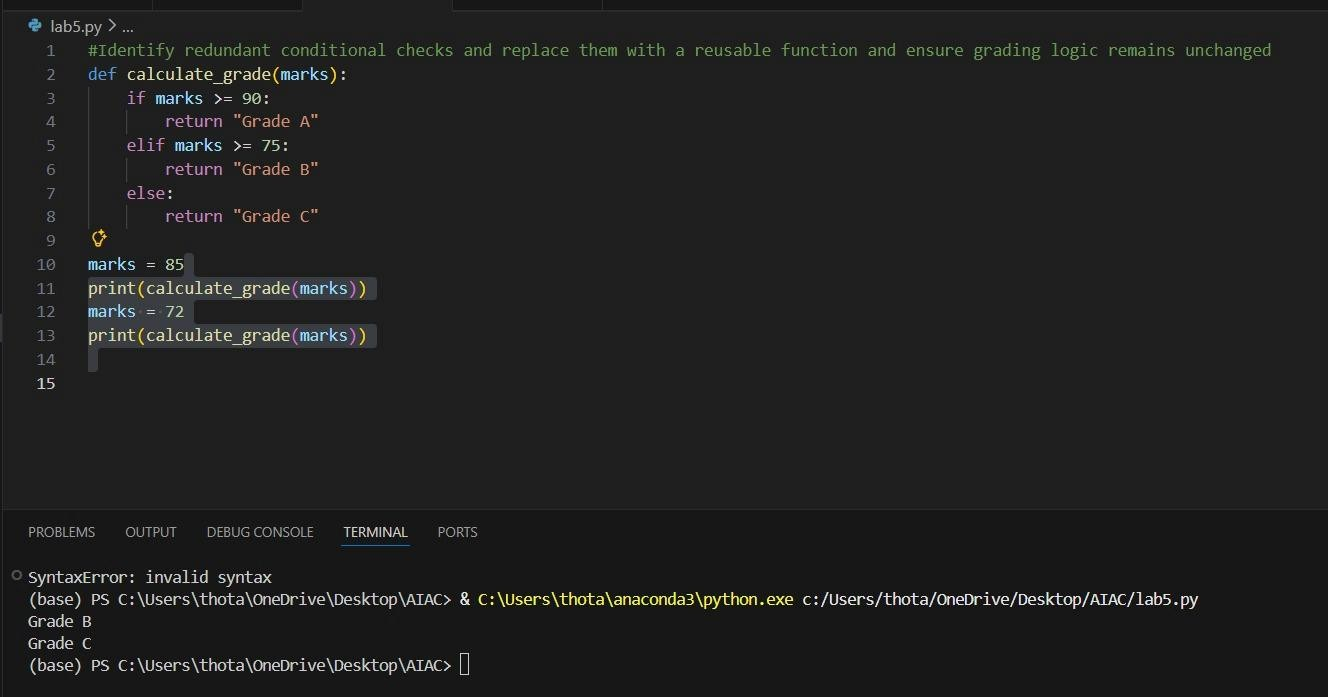 lab5.py > ...
1 #Identify redundant conditional checks and replace them with a reusable function and ensure grading logic remains unchanged
2 def calculate_grade(marks):
3     if marks >= 90:
4         return "Grade A"
5     elif marks >= 75:
6         return "Grade B"
7     else:
8         return "Grade C"
9
10 marks = 85
11 print(calculate_grade(marks))
12 marks = 72
13 print(calculate_grade(marks))
14
15
PROBLEMS OUTPUT DEBUG CONSOLE TERMINAL PORTS
SyntaxError: invalid syntax
(base) PS C:\Users\thota\OneDrive\Desktop\AIAC> & C:\Users\thota\anaconda3\python.exe c:/Users/thota/OneDrive/Desktop/AIAC/lab5.py
Grade B
Grade C
(base) PS C:\Users\thota\OneDrive\Desktop\AIAC>